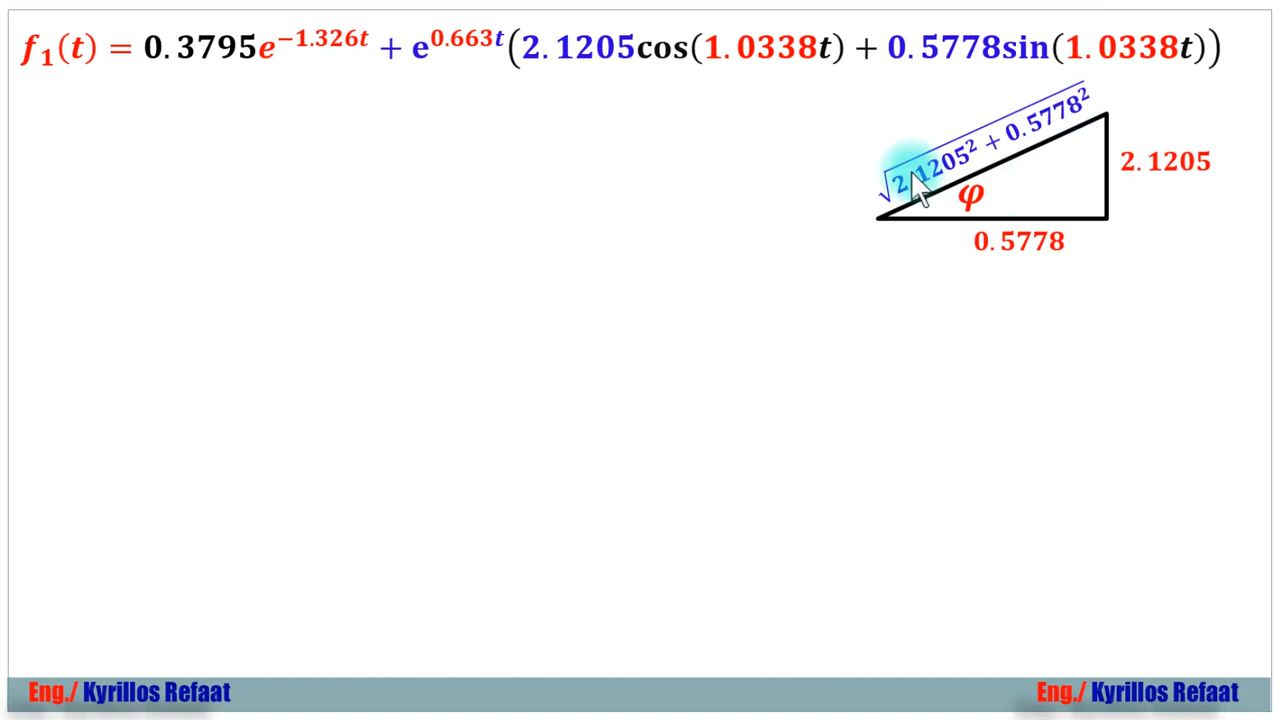 f₁(t) = 0.3795e^{−1.326t} + e^{0.663t}(2.1205cos(1.0338t) + 0.5778sin(1.0338t))
√2.1205² + 0.5778²
2.1205
φ
0.5778
Eng./ Kyrillos Refaat
Eng./ Kyrillos Refaat